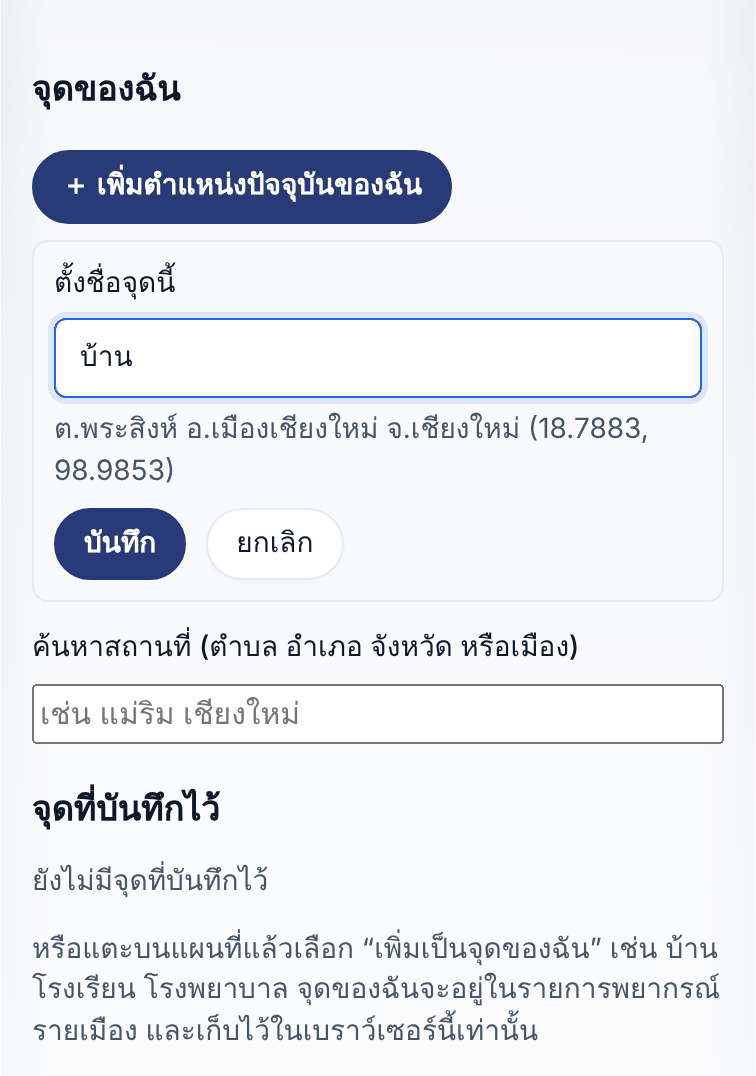 จุดของฉัน
+ เพิ่มตำแหน่งปัจจุบันของฉัน
ตั้งชื่อจุดนี้
บ้าน
ต.พระสิงห์ อ.เมืองเชียงใหม่ จ.เชียงใหม่ (18.7883,
98.9853)
บันทึก ยกเลิก
ค้นหาสถานที่ (ตำบล อำเภอ จังหวัด หรือเมือง)
เช่น แม่ริม เชียงใหม่
จุดที่บันทึกไว้
ยังไม่มีจุดที่บันทึกไว้
หรือแตะบนแผนที่แล้วเลือก “เพิ่มเป็นจุดของฉัน” เช่น บ้าน
โรงเรียน โรงพยาบาล จุดของฉันจะอยู่ในรายการพยากรณ์
รายเมือง และเก็บไว้ในเบราว์เซอร์นี้เท่านั้น